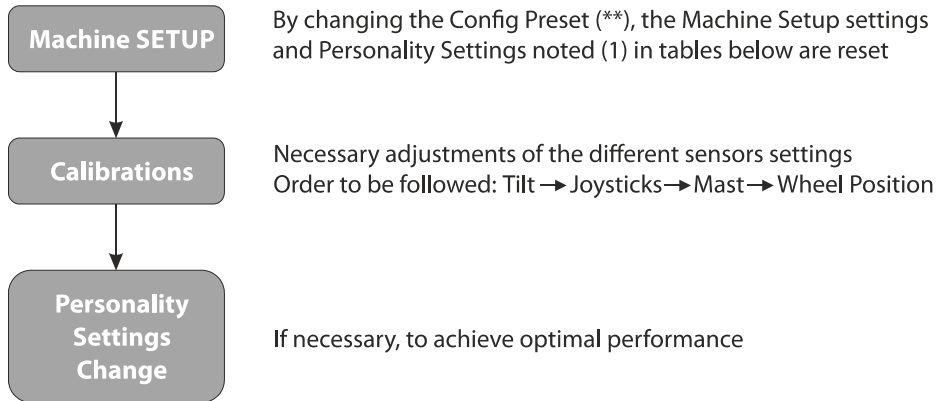 Machine SETUP
By changing the Config Preset (**), the Machine Setup settings
and Personality Settings noted (1) in tables below are reset
Calibrations
Necessary adjustments of the different sensors settings
Order to be followed: Tilt → Joysticks → Mast → Wheel Position
Personality
Settings
Change
If necessary, to achieve optimal performance